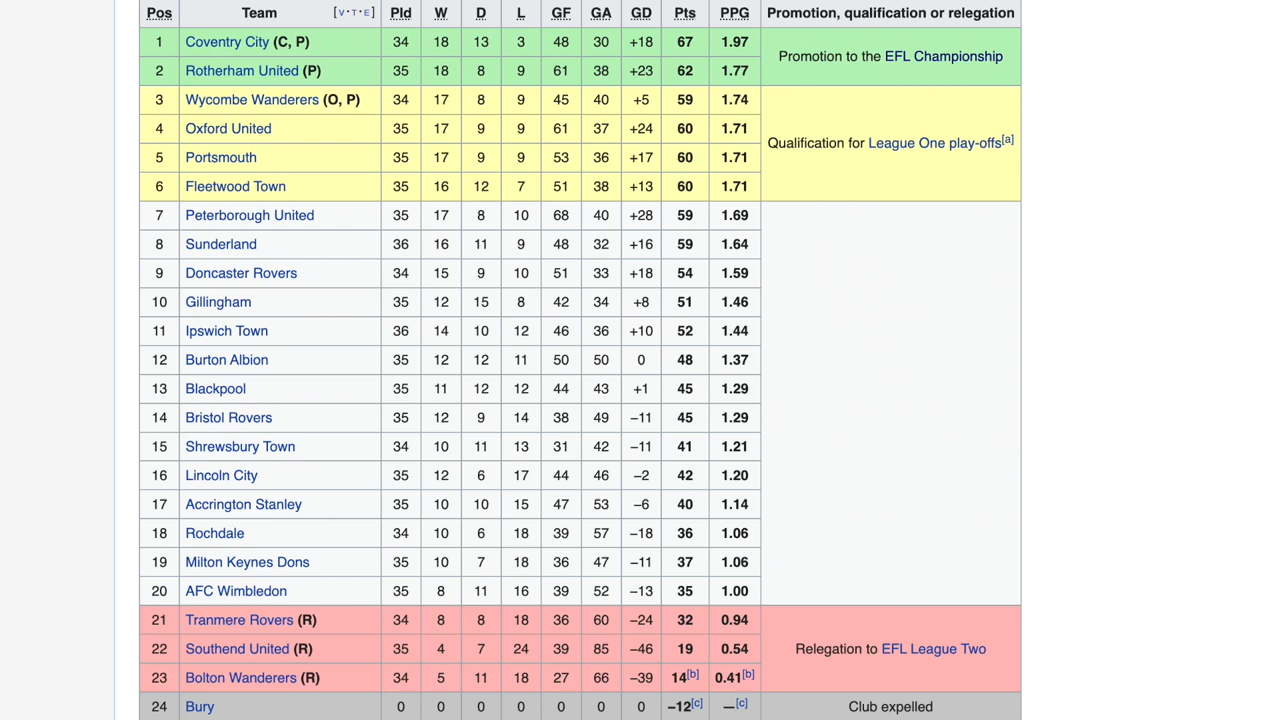 Pos Team [V·T·E] Pld W D L GF GA GD Pts PPG Promotion, qualification or relegation
1 Coventry City (C, P) 34 18 13 3 48 30 +18 67 1.97 Promotion to the EFL Championship
2 Rotherham United (P) 35 18 8 9 61 38 +23 62 1.77
3 Wycombe Wanderers (O, P) 34 17 8 9 45 40 +5 59 1.74 Qualification for League One play-offs[a]
4 Oxford United 35 17 9 9 61 37 +24 60 1.71
5 Portsmouth 35 17 9 9 53 36 +17 60 1.71
6 Fleetwood Town 35 16 12 7 51 38 +13 60 1.71
7 Peterborough United 35 17 8 10 68 40 +28 59 1.69
8 Sunderland 36 16 11 9 48 32 +16 59 1.64
9 Doncaster Rovers 34 15 9 10 51 33 +18 54 1.59
10 Gillingham 35 12 15 8 42 34 +8 51 1.46
11 Ipswich Town 36 14 10 12 46 36 +10 52 1.44
12 Burton Albion 35 12 12 11 50 50 0 48 1.37
13 Blackpool 35 11 12 12 44 43 +1 45 1.29
14 Bristol Rovers 35 12 9 14 38 49 −11 45 1.29
15 Shrewsbury Town 34 10 11 13 31 42 −11 41 1.21
16 Lincoln City 35 12 6 17 44 46 −2 42 1.20
17 Accrington Stanley 35 10 10 15 47 53 −6 40 1.14
18 Rochdale 34 10 6 18 39 57 −18 36 1.06
19 Milton Keynes Dons 35 10 7 18 36 47 −11 37 1.06
20 AFC Wimbledon 35 8 11 16 39 52 −13 35 1.00
21 Tranmere Rovers (R) 34 8 8 18 36 60 −24 32 0.94 Relegation to EFL League Two
22 Southend United (R) 35 4 7 24 39 85 −46 19 0.54
23 Bolton Wanderers (R) 34 5 11 18 27 66 −39 14[b] 0.41[b]
24 Bury 0 0 0 0 0 0 0 −12[c] —[c] Club expelled